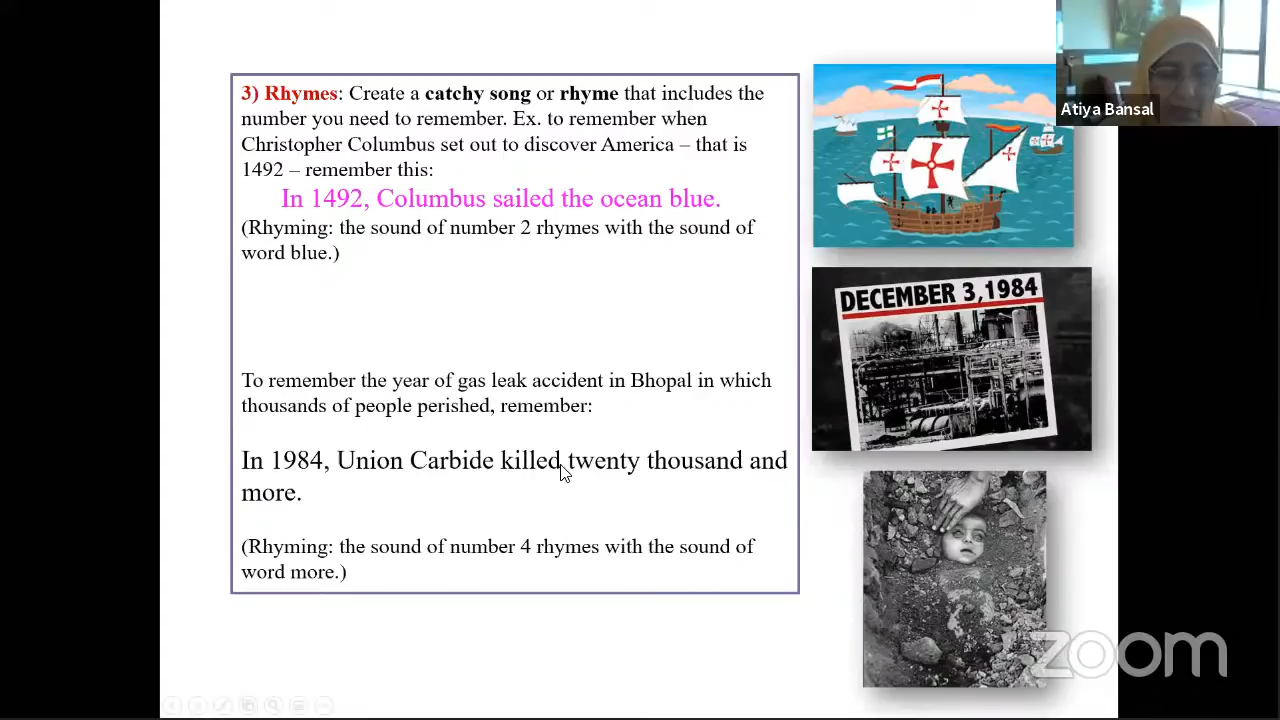 3) Rhymes: Create a catchy song or rhyme that includes the
number you need to remember. Ex. to remember when
Christopher Columbus set out to discover America – that is
1492 – remember this:
In 1492, Columbus sailed the ocean blue.
(Rhyming: the sound of number 2 rhymes with the sound of
word blue.)
To remember the year of gas leak accident in Bhopal in which
thousands of people perished, remember:
In 1984, Union Carbide killed twenty thousand and
more.
(Rhyming: the sound of number 4 rhymes with the sound of
word more.)
DECEMBER 3, 1984
Atiya Bansal
zoom